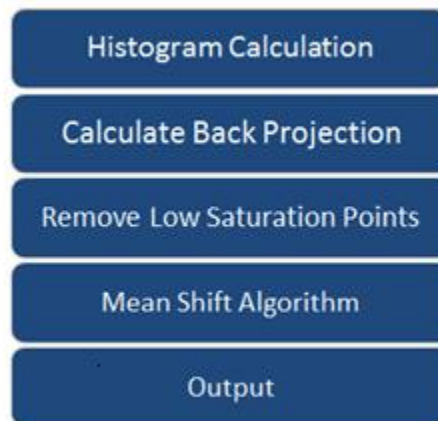 Histogram Calculation
Calculate Back Projection
Remove Low Saturation Points
Mean Shift Algorithm
Output